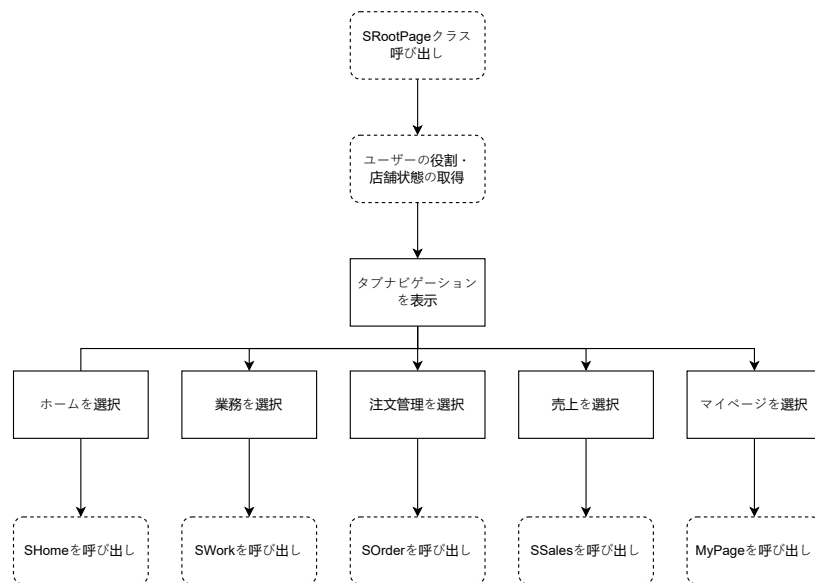 SRootPageクラス
呼び出し
ユーザーの役割・
店舗状態の取得
タブナビゲーション
を表示
ホームを選択
業務を選択
注文管理を選択
売上を選択
マイページを選択
SHomeを呼び出し
SWorkを呼び出し
SOrderを呼び出し
SSalesを呼び出し
MyPageを呼び出し